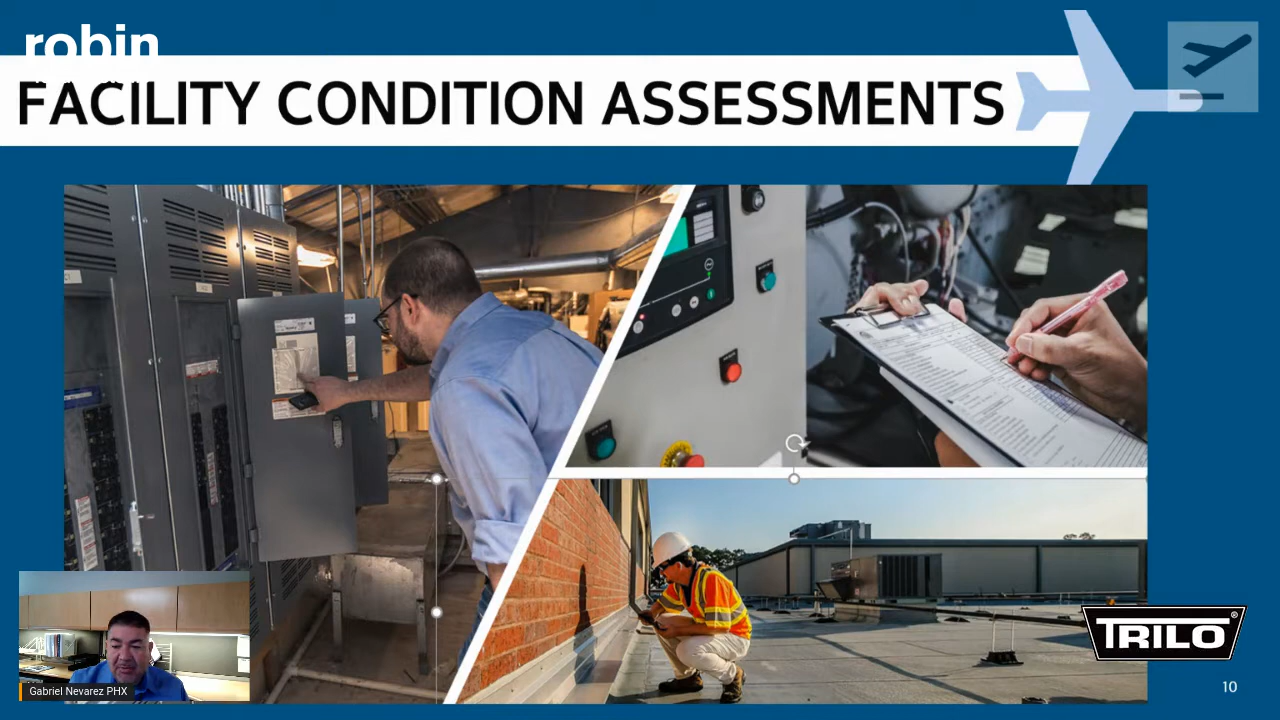 robin
FACILITY CONDITION ASSESSMENTS
TRILO®
Gabriel Nevarez PHX
10